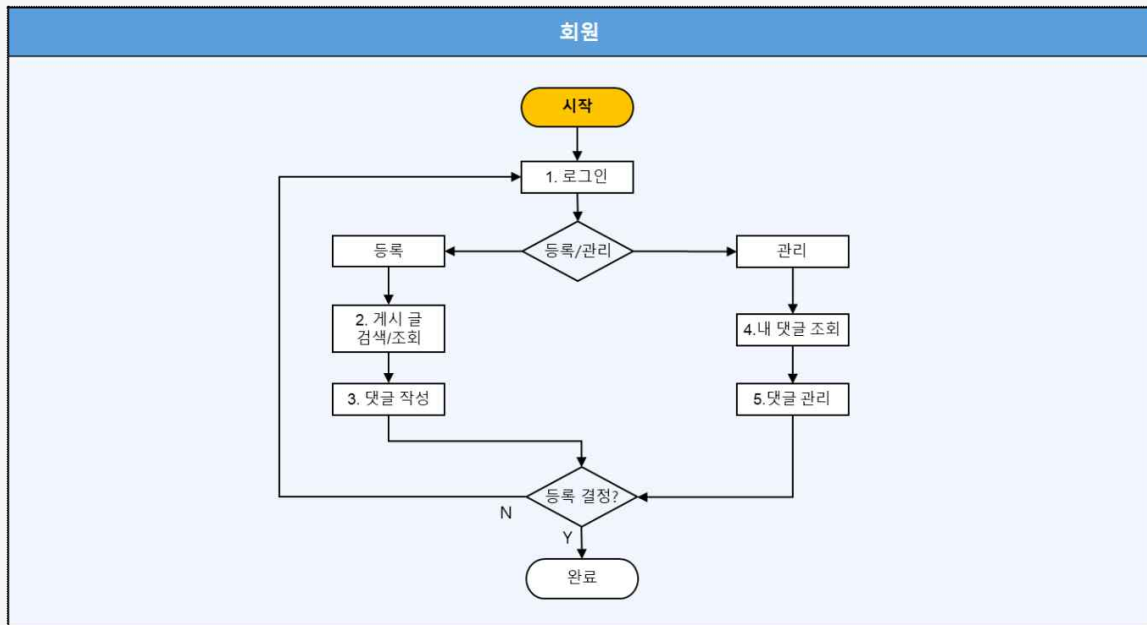 회원
시작
1. 로그인
등록
등록/관리
관리
2. 게시 글
검색/조회
4.내 댓글 조회
3. 댓글 작성
5.댓글 관리
등록 결정?
N
Y
완료